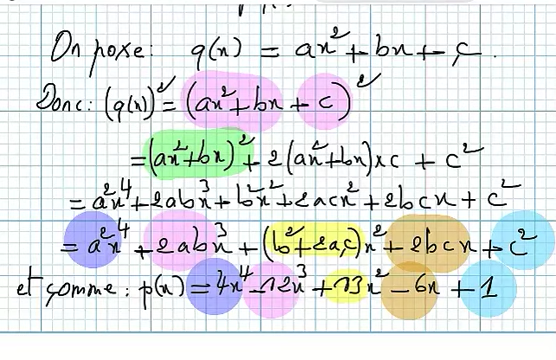 On pose: q(x) = ax² + bx + c.
Donc: (q(x))² = (ax² + bx + c)²
= (ax² + bx)² + 2(ax² + bx) × c + c²
= a²x⁴ + 2abx³ + b²x² + 2acx² + 2bcx + c²
= a²x⁴ + 2abx³ + (b² + 2ac)x² + 2bcx + c²
et comme: p(x) = 4x⁴ - 12x³ + 13x² - 6x + 1